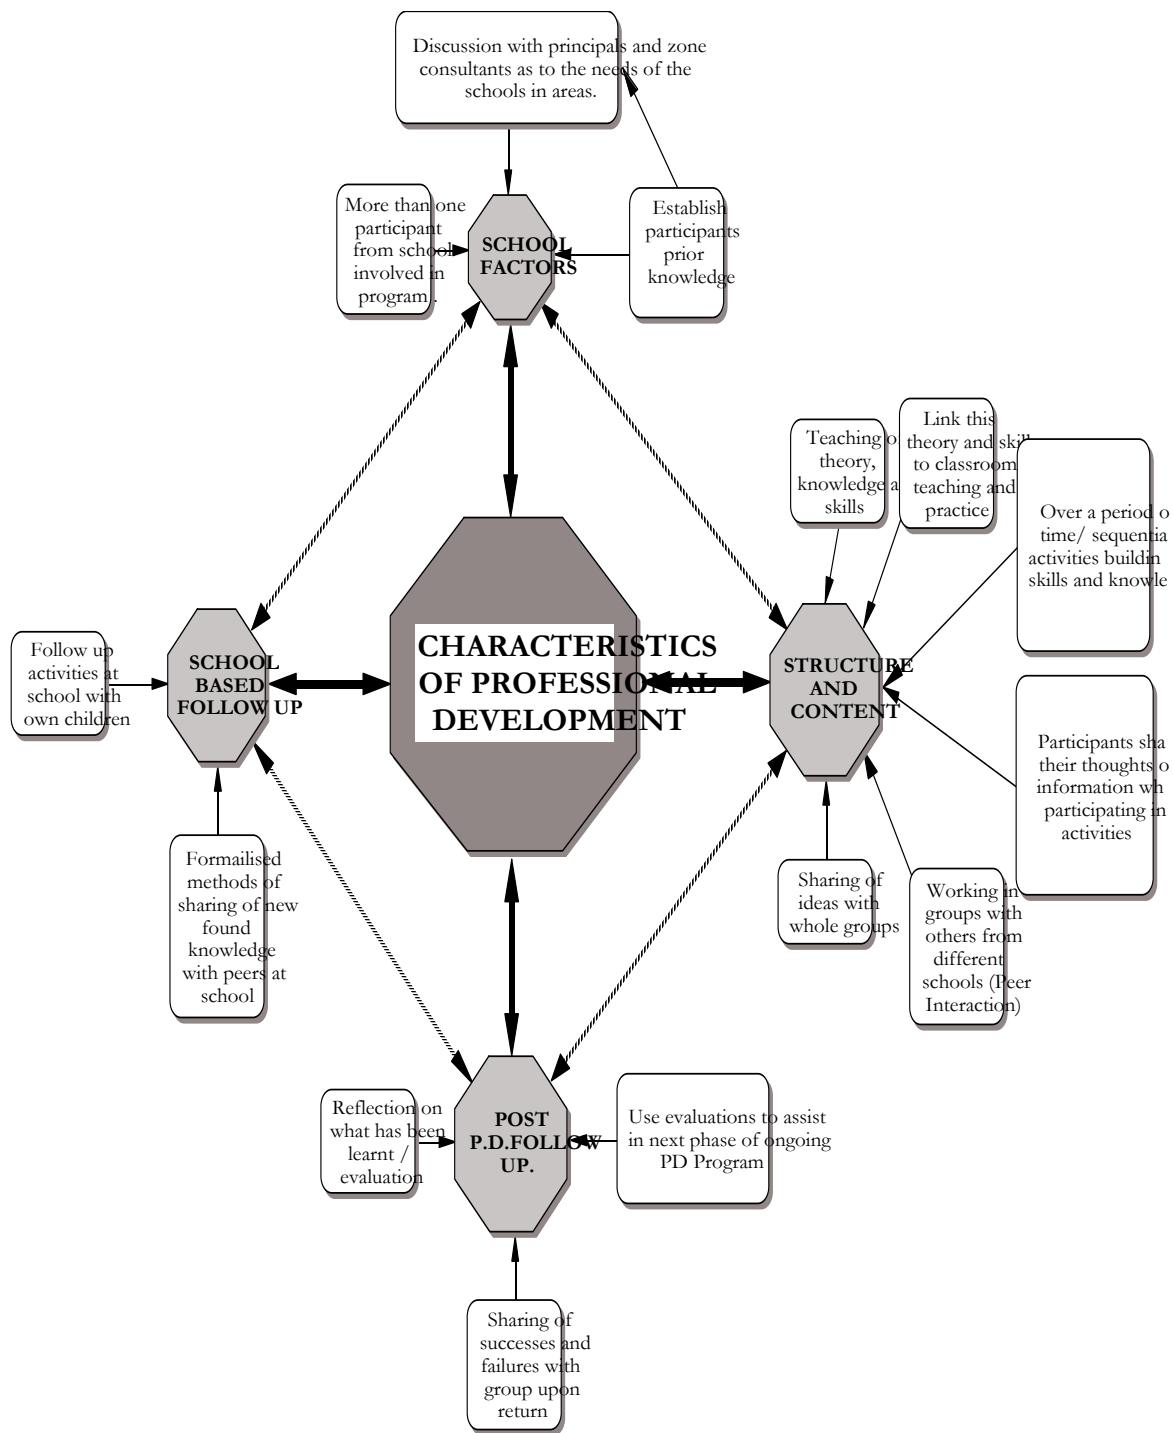 Discussion with principals and zone
consultants as to the needs of the
schools in areas.
More than one
participant
from school
involved in
program .
SCHOOL
FACTORS
Establish
participants
prior
knowledge
Teaching o
theory,
knowledge a
skills
Link this
theory and skil
to classroom
teaching and
practice
Over a period o
time/ sequentia
activities buildin
skills and knowle
CHARACTERISTICS
OF PROFESSIONAL
DEVELOPMENT
SCHOOL
BASED
FOLLOW UP
STRUCTURE
AND
CONTENT
Follow up
activities at
school with
own children
Participants sha
their thoughts o
information wh
participating in
activities
Formailised
methods of
sharing of new
found
knowledge
with peers at
school
Sharing of
ideas with
whole groups
Working in
groups with
others from
different
schools (Peer
Interaction)
Reflection on
what has been
learnt /
evaluation
POST
P.D.FOLLOW
UP.
Use evaluations to assist
in next phase of ongoing
PD Program
Sharing of
successes and
failures with
group upon
return